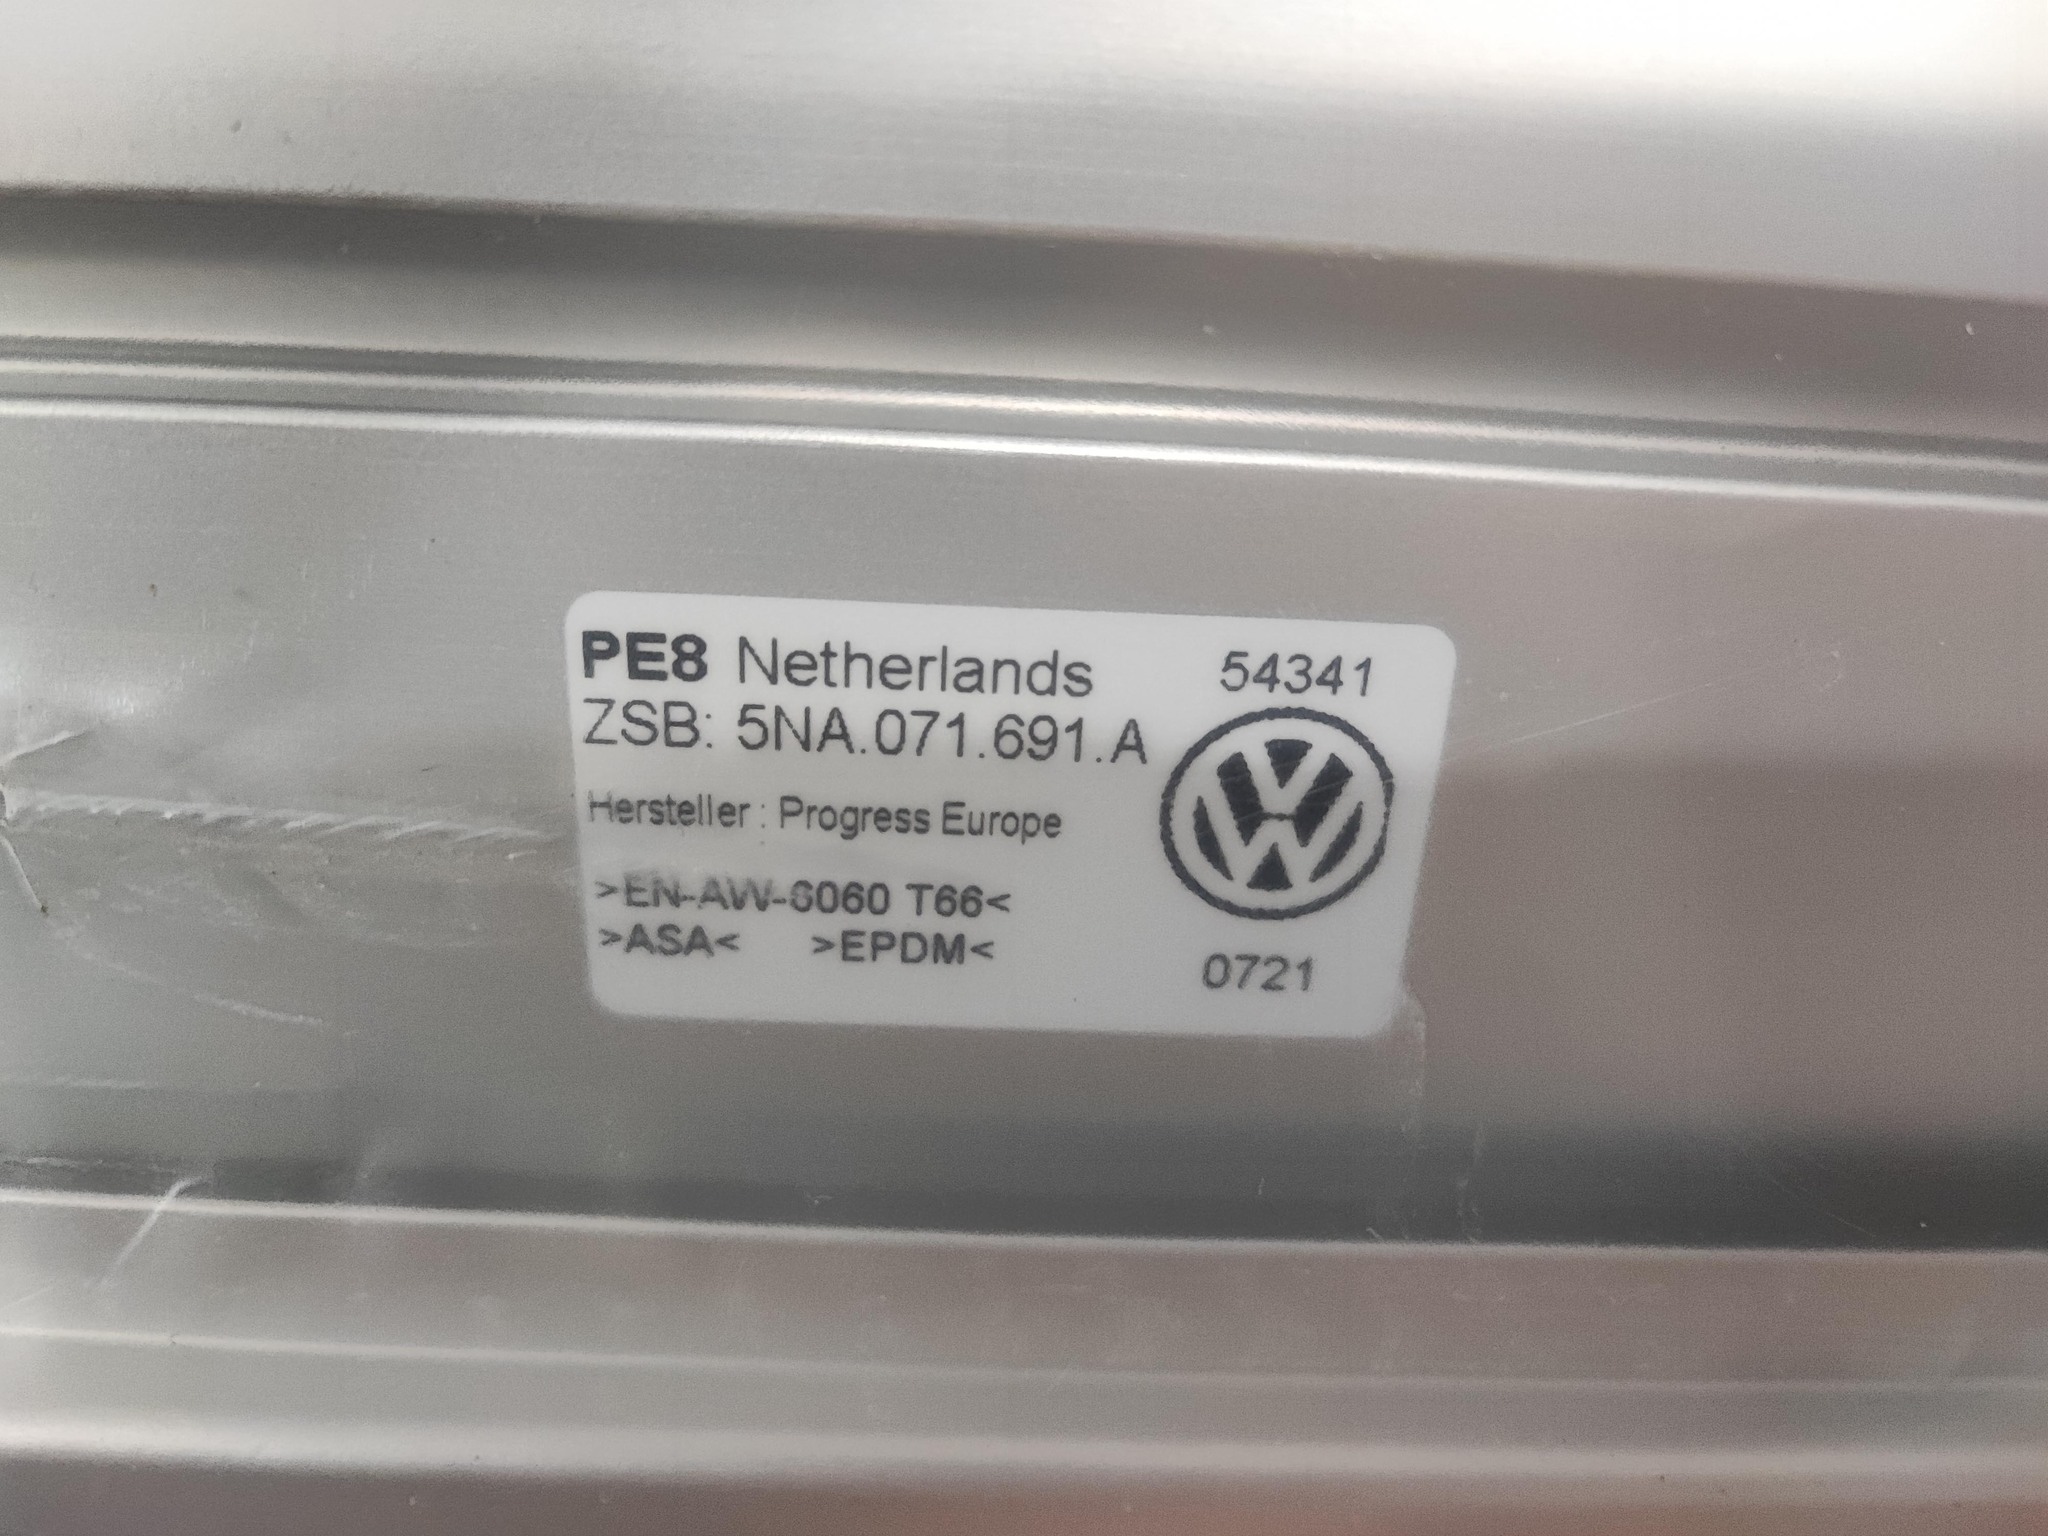 PE8 Netherlands 54341
ZSB: 5NA.071.691.A
Hersteller : Progress Europe
>EN-AW-6060 T66<
>ASA< >EPDM<
0721